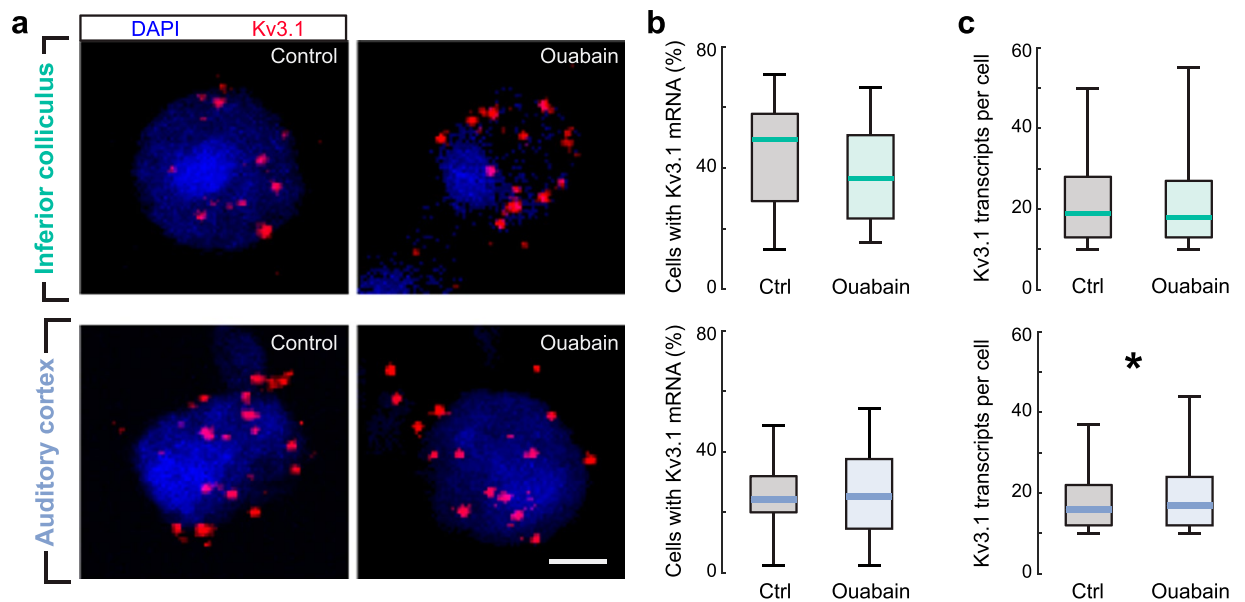 a
DAPI Kv3.1
Inferior colliculus
Control
Ouabain
Auditory cortex
Control
Ouabain
b
Cells with Kv3.1 mRNA (%)
80
40
0
Ctrl Ouabain
Cells with Kv3.1 mRNA (%)
80
40
0
Ctrl Ouabain
c
Kv3.1 transcripts per cell
60
40
20
0
Ctrl Ouabain
Kv3.1 transcripts per cell
60
40
20
0
*
Ctrl Ouabain